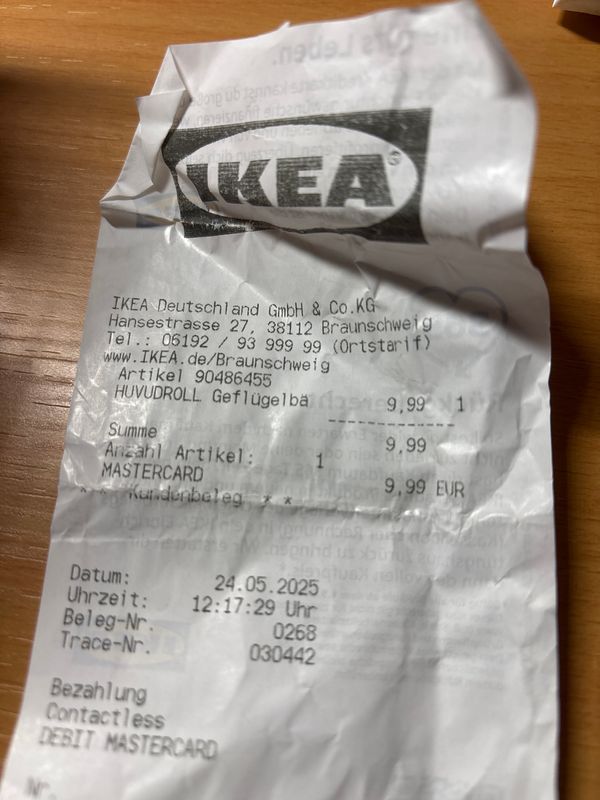 IKEA®
IKEA Deutschland GmbH & Co.KG
Hansestrasse 27, 38112 Braunschweig
Tel.: 06192 / 93 999 99 (Ortstarif)
www.IKEA.de/Braunschweig
Artikel 90486455
HUVUDROLL Geflügelbä 9,99 1
--------------
Summe 9,99
Anzahl Artikel: 1
MASTERCARD 9,99 EUR
* * Kundenbeleg * *
Datum: 24.05.2025
Uhrzeit: 12:17:29 Uhr
Beleg-Nr. 0268
Trace-Nr. 030442
Bezahlung
Contactless
DEBIT MASTERCARD
Nr.